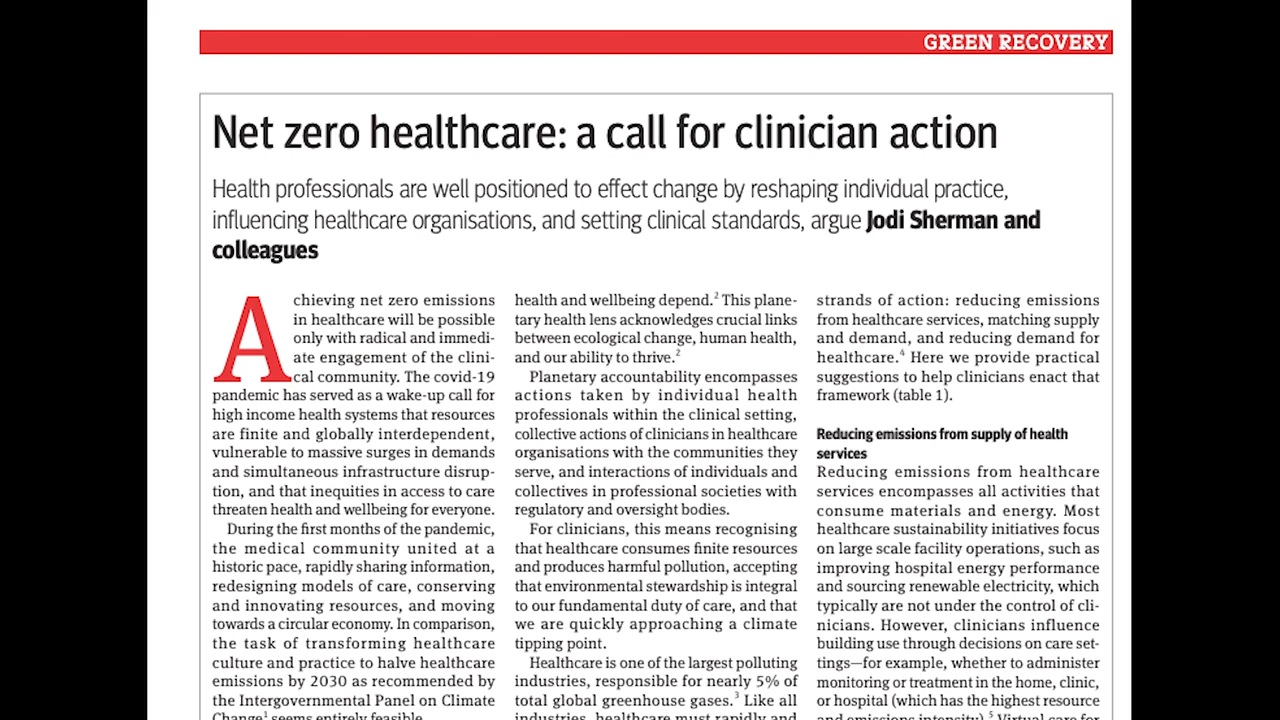 GREEN RECOVERY
Net zero healthcare: a call for clinician action
Health professionals are well positioned to effect change by reshaping individual practice,
influencing healthcare organisations, and setting clinical standards, argue Jodi Sherman and
colleagues
Achieving net zero emissions
in healthcare will be possible
only with radical and immedi-
ate engagement of the clini-
cal community. The covid-19
pandemic has served as a wake-up call for
high income health systems that resources
are finite and globally interdependent,
vulnerable to massive surges in demands
and simultaneous infrastructure disrup-
tion, and that inequities in access to care
threaten health and wellbeing for everyone.
During the first months of the pandemic,
the medical community united at a
historic pace, rapidly sharing information,
redesigning models of care, conserving
and innovating resources, and moving
towards a circular economy. In comparison,
the task of transforming healthcare
culture and practice to halve healthcare
emissions by 2030 as recommended by
the Intergovernmental Panel on Climate
Change¹ seems entirely feasible.
health and wellbeing depend.² This plane-
tary health lens acknowledges crucial links
between ecological change, human health,
and our ability to thrive.²
Planetary accountability encompasses
actions taken by individual health
professionals within the clinical setting,
collective actions of clinicians in healthcare
organisations with the communities they
serve, and interactions of individuals and
collectives in professional societies with
regulatory and oversight bodies.
For clinicians, this means recognising
that healthcare consumes finite resources
and produces harmful pollution, accepting
that environmental stewardship is integral
to our fundamental duty of care, and that
we are quickly approaching a climate
tipping point.
Healthcare is one of the largest polluting
industries, responsible for nearly 5% of
total global greenhouse gases.³ Like all
industries, healthcare must rapidly and
strands of action: reducing emissions
from healthcare services, matching supply
and demand, and reducing demand for
healthcare.⁴ Here we provide practical
suggestions to help clinicians enact that
framework (table 1).
Reducing emissions from supply of health
services
Reducing emissions from healthcare
services encompasses all activities that
consume materials and energy. Most
healthcare sustainability initiatives focus
on large scale facility operations, such as
improving hospital energy performance
and sourcing renewable electricity, which
typically are not under the control of cli-
nicians. However, clinicians influence
building use through decisions on care set-
tings—for example, whether to administer
monitoring or treatment in the home, clinic,
or hospital (which has the highest resource
and emissions intensity).⁵ Virtual care for